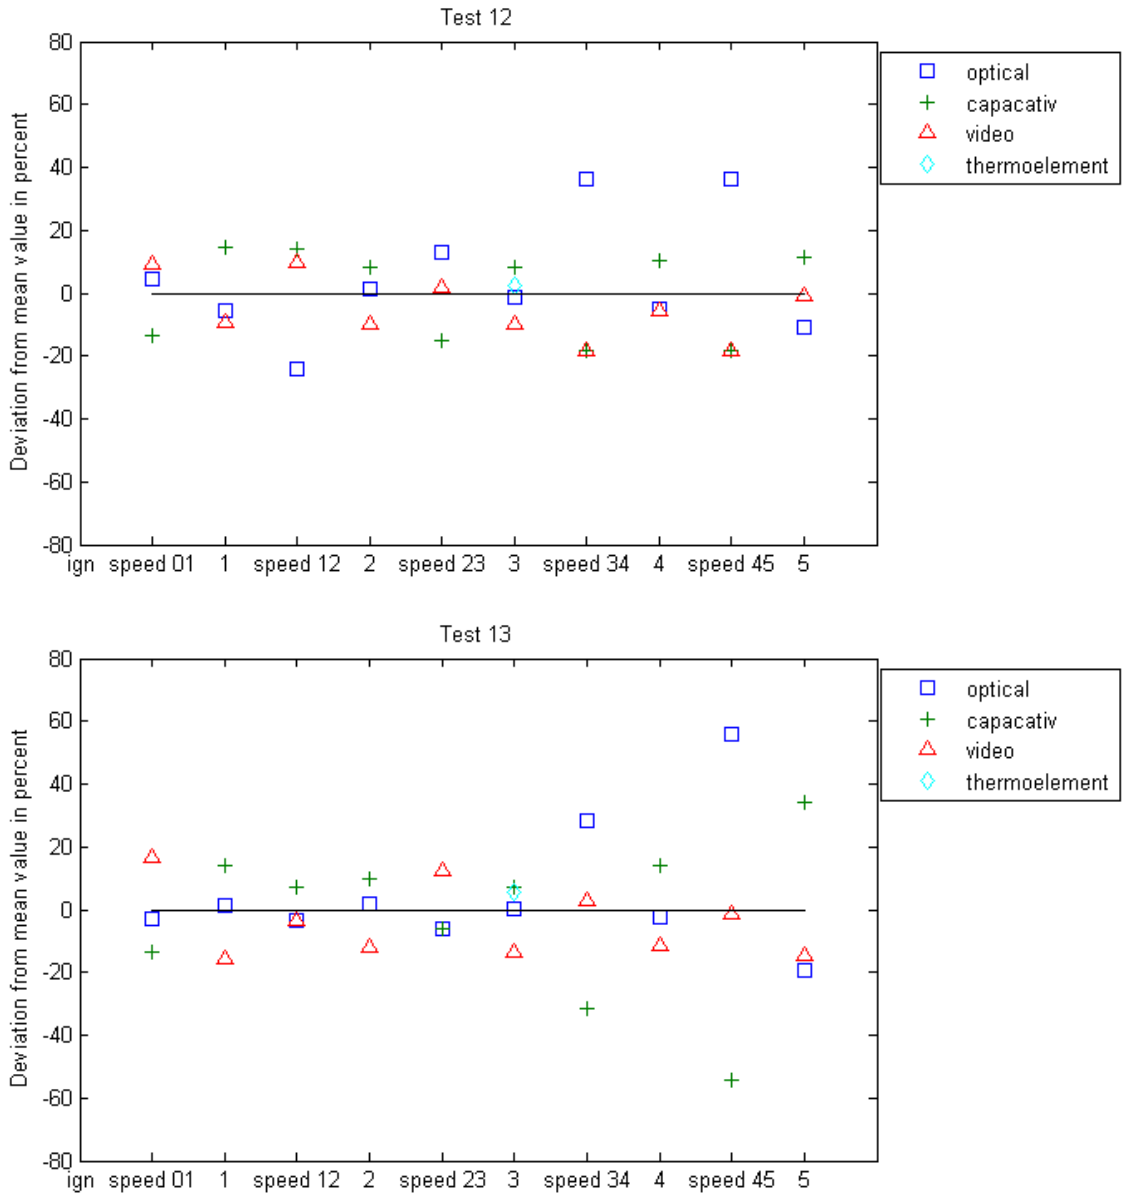 Test 12
Deviation from mean value in percent
80
60
40
20
0
-20
-40
-60
-80
ign speed 01 1 speed 12 2 speed 23 3 speed 34 4 speed 45 5
optical
capacativ
video
thermoelement
Test 13
Deviation from mean value in percent
80
60
40
20
0
-20
-40
-60
-80
ign speed 01 1 speed 12 2 speed 23 3 speed 34 4 speed 45 5
optical
capacativ
video
thermoelement